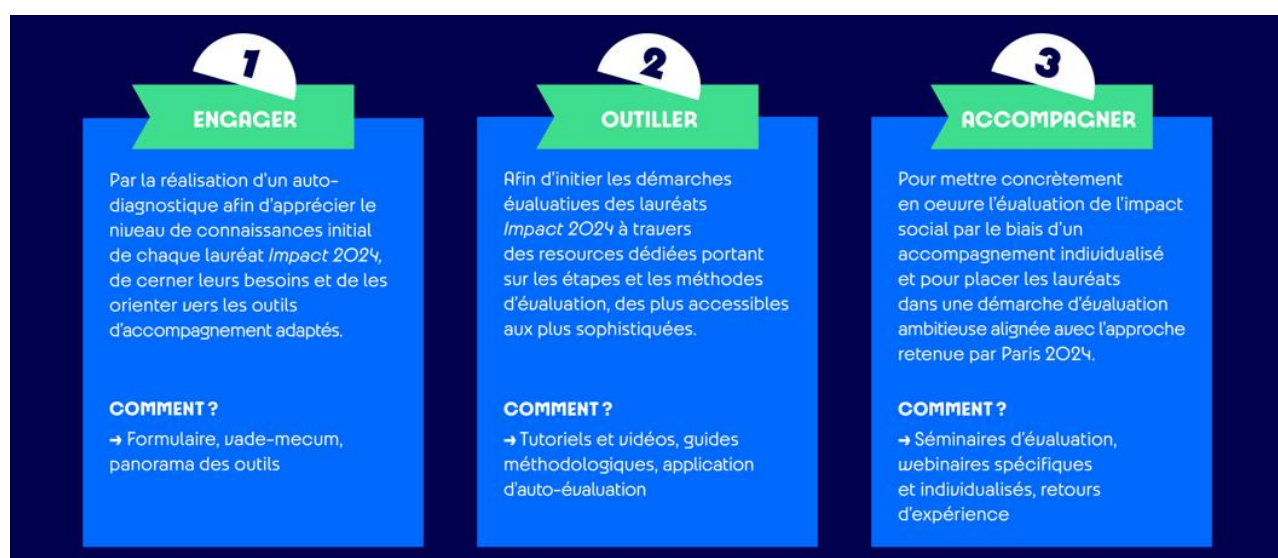 1
ENGAGER
Par la réalisation d'un auto-
diagnostique afin d'apprécier le
niveau de connaissances initial
de chaque lauréat Impact 2024,
de cerner leurs besoins et de les
orienter vers les outils
d'accompagnement adaptés.
COMMENT ?
→ Formulaire, vade-mecum,
panorama des outils
2
OUTILLER
Afin d'initier les démarches
évaluatives des lauréats
Impact 2024 à travers
des resources dédiées portant
sur les étapes et les méthodes
d'évaluation, des plus accessibles
aux plus sophistiquées.
COMMENT ?
→ Tutoriels et vidéos, guides
méthodologiques, application
d'auto-évaluation
3
ACCOMPAGNER
Pour mettre concrètement
en oeuvre l'évaluation de l'impact
social par le biais d'un
accompagnement individualisé
et pour placer les lauréats
dans une démarche d'évaluation
ambitieuse alignée avec l'approche
retenue par Paris 2024.
COMMENT ?
→ Séminaires d'évaluation,
webinaires spécifiques
et individualisés, retours
d'expérience